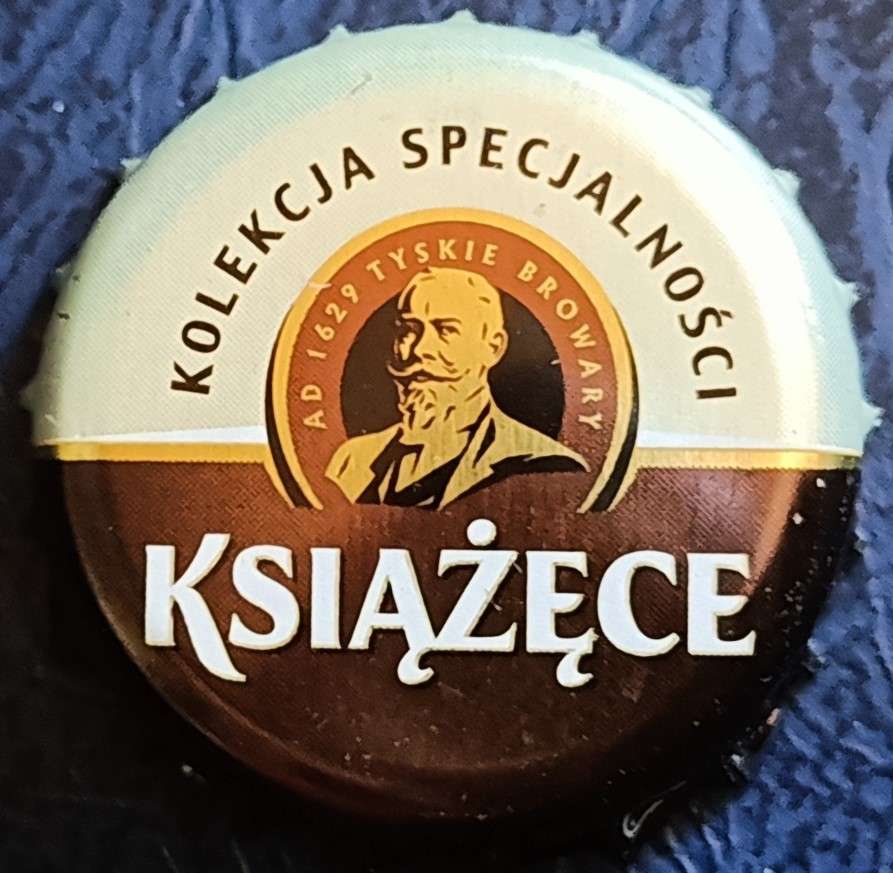 KOLEKCJA SPECJALNOŚCI
AD 1629 TYSKIE BROWARY
KSIĄŻĘCE